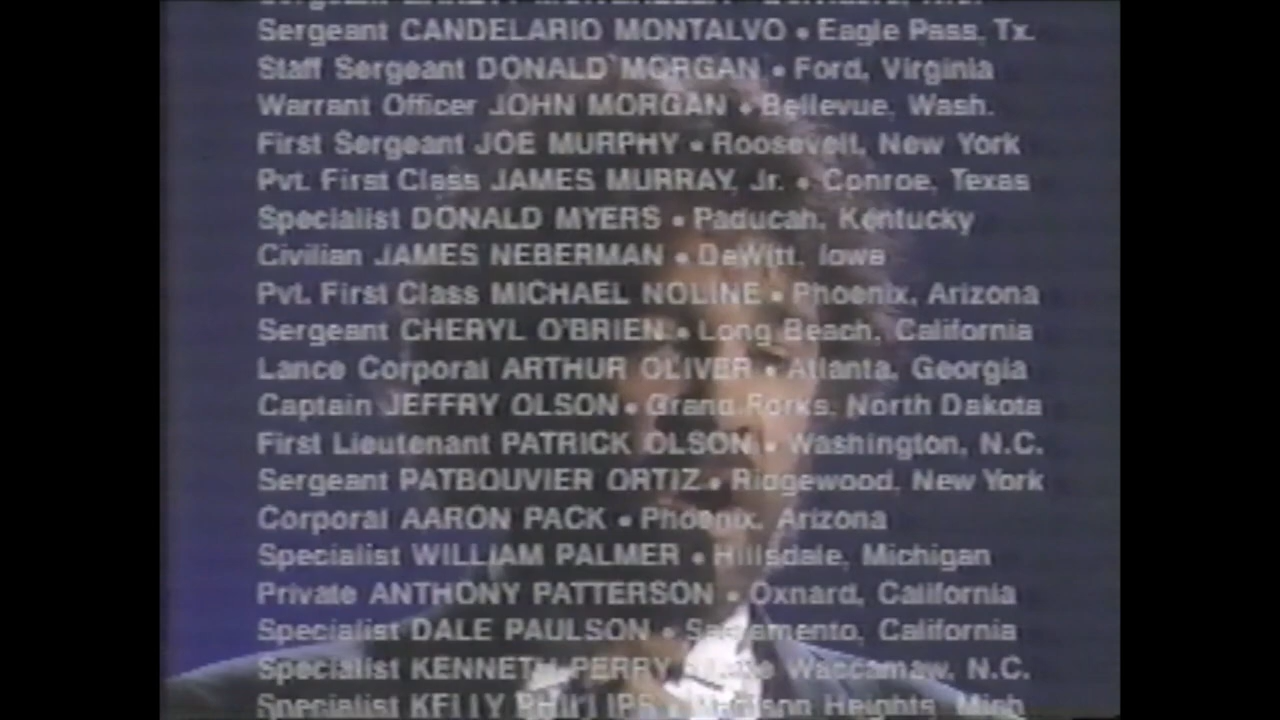 Sergeant CANDELARIO MONTALVO • Eagle Pass, Tx.
Staff Sergeant DONALD MORGAN • Ford, Virginia
Warrant Officer JOHN MORGAN • Bellevue, Wash.
First Sergeant JOE MURPHY • Roosevelt, New York
Pvt. First Class JAMES MURRAY, Jr. • Conroe, Texas
Specialist DONALD MYERS • Paducah, Kentucky
Civilian JAMES NEBERMAN • DeWitt, Iowa
Pvt. First Class MICHAEL NOLINE • Phoenix, Arizona
Sergeant CHERYL O'BRIEN • Long Beach, California
Lance Corporal ARTHUR OLIVER • Atlanta, Georgia
Captain JEFFRY OLSON • Grand Forks, North Dakota
First Lieutenant PATRICK OLSON • Washington, N.C.
Sergeant PATBOUVIER ORTIZ • Ridgewood, New York
Corporal AARON PACK • Phoenix, Arizona
Specialist WILLIAM PALMER • Hillsdale, Michigan
Private ANTHONY PATTERSON • Oxnard, California
Specialist DALE PAULSON • Sacramento, California
Specialist KENNETH PERRY • Lake Waccamaw, N.C.
Specialist KELLY PHILLIPS Heights, Mich